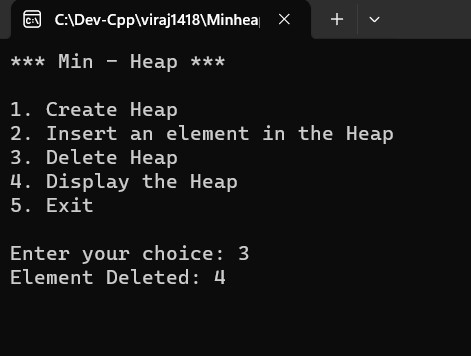 C:\Dev-Cpp\viraj1418\Minhea
*** Min - Heap ***
1. Create Heap
2. Insert an element in the Heap
3. Delete Heap
4. Display the Heap
5. Exit
Enter your choice: 3
Element Deleted: 4